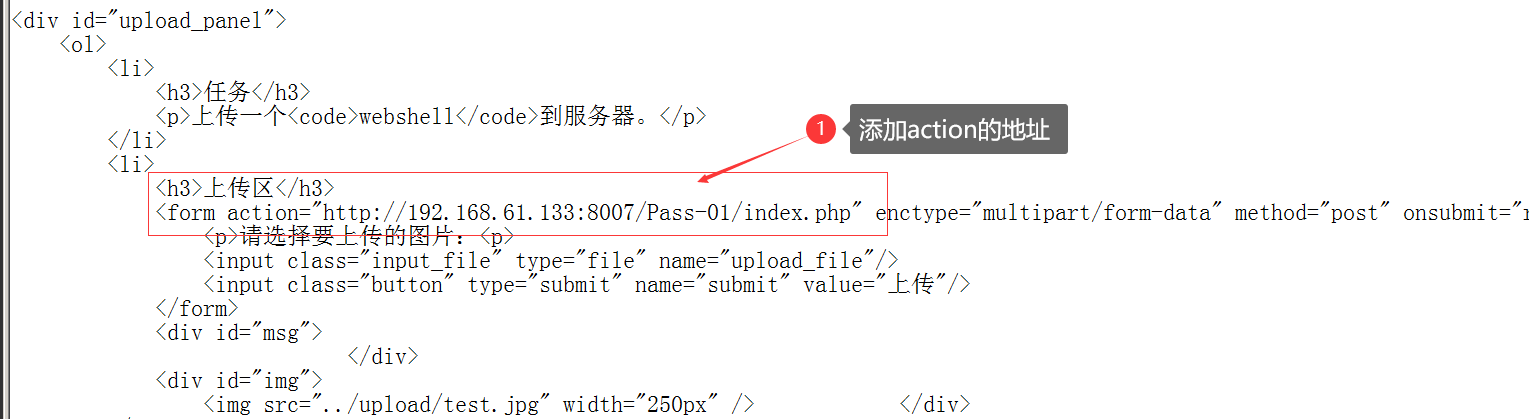 <div id="upload_panel">
<ol>
<li>
<h3>任务</h3>
<p>上传一个<code>webshell</code>到服务器。</p>
</li>
1 添加action的地址
<li>
<h3>上传区</h3>
<form action="http://192.168.61.133:8007/Pass-01/index.php" enctype="multipart/form-data" method="post" onsubmit="
<p>请选择要上传的图片：<p>
<input class="input_file" type="file" name="upload_file"/>
<input class="button" type="submit" name="submit" value="上传"/>
</form>
<div id="msg">
</div>
<div id="img">
<img src="../upload/test.jpg" width="250px" /> </div>